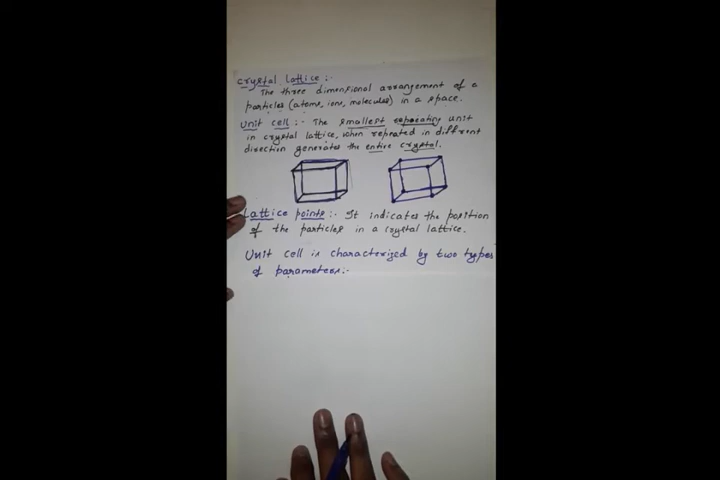 Crystal Lattice :-
The three dimensional arrangement of a
particles (atoms, ions, molecules) in a space.
Unit cell :- The smallest repeating unit
in crystal lattice, when repeated in different
direction generates the entire crystal.
Lattice points :- It indicates the position
of the particles in a crystal lattice.
Unit cell is characterized by two types
of parameters:-